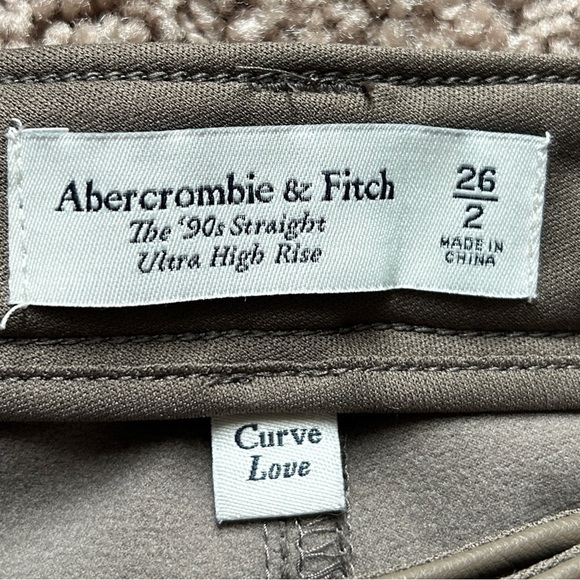 Abercrombie & Fitch
The '90s Straight
Ultra High Rise
26
2
MADE IN
CHINA
Curve
Love